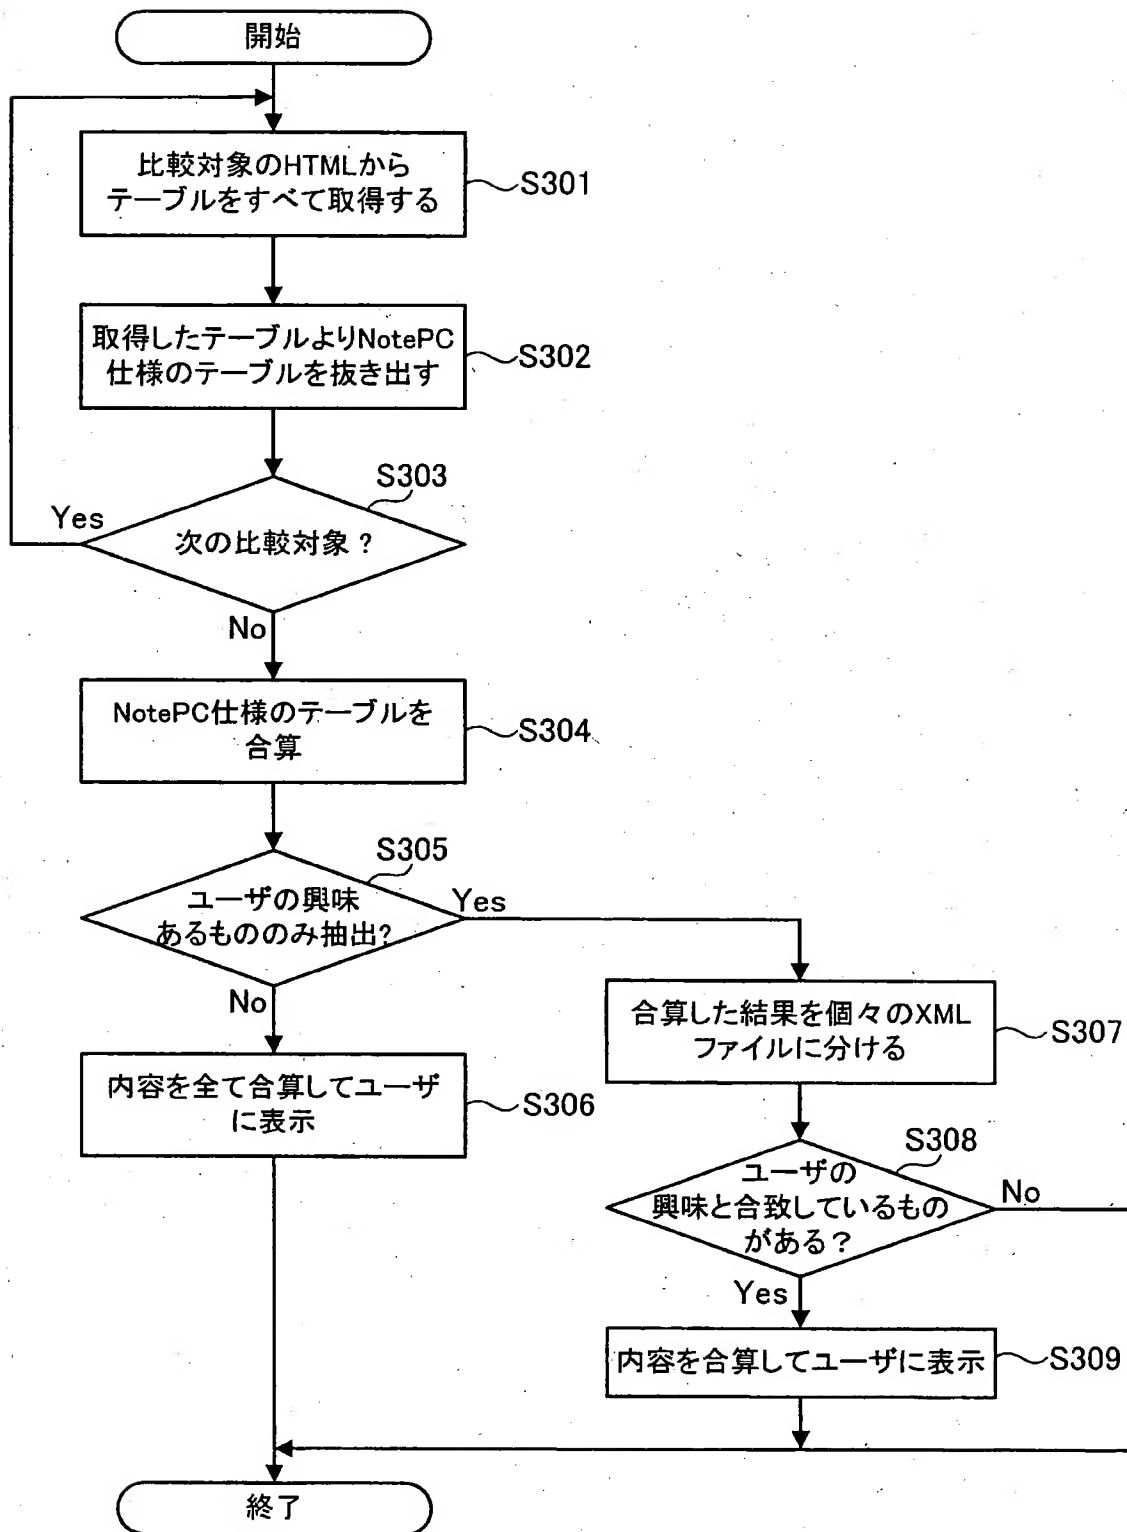 開始
比較対象のHTMLから
テーブルをすべて取得する
S301
取得したテーブルよりNotePC
仕様のテーブルを抜き出す
S302
S303
Yes
次の比較対象？
No
NotePC仕様のテーブルを
合算
S304
S305
ユーザの興味
あるもののみ抽出?
Yes
No
合算した結果を個々のXML
ファイルに分ける
S307
内容を全て合算してユーザ
に表示
S306
S308
ユーザの
興味と合致しているもの
がある？
No
Yes
内容を合算してユーザに表示
S309
終了